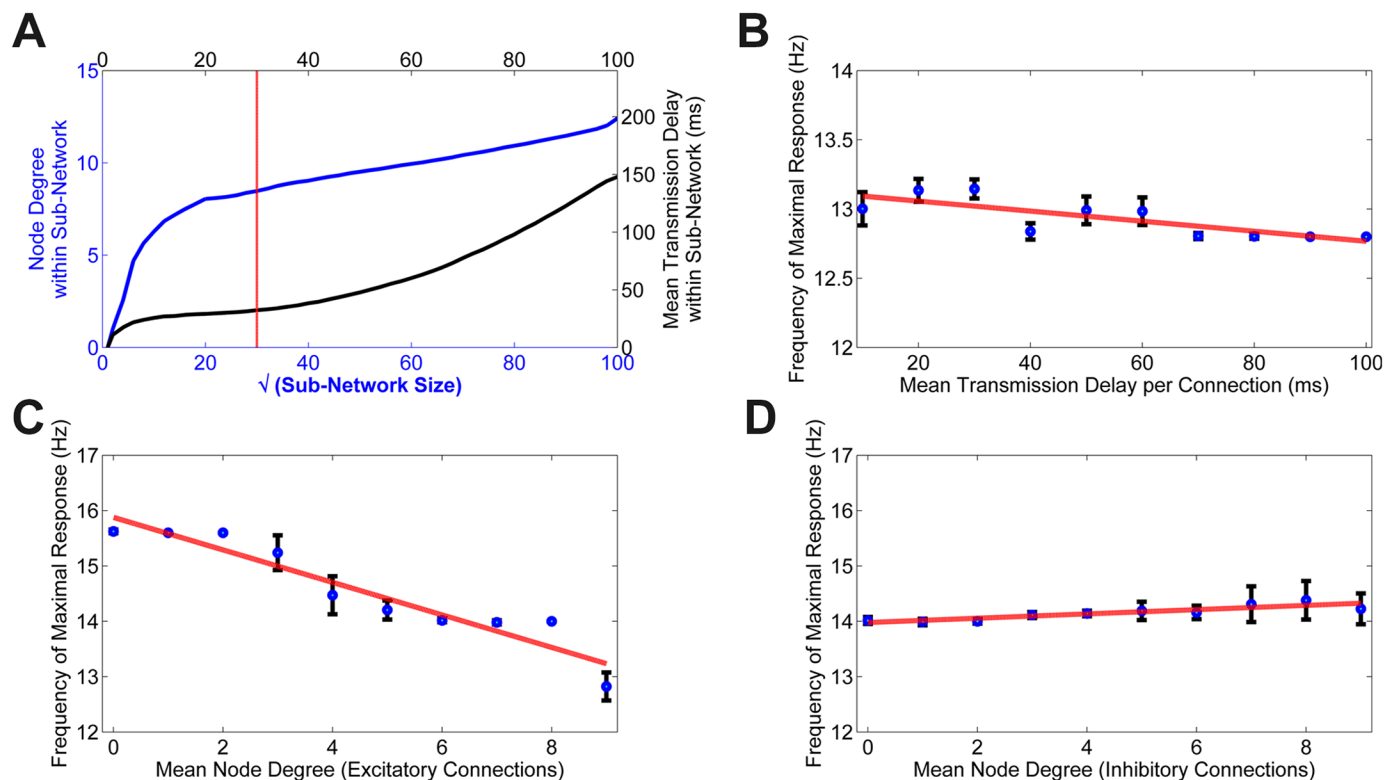 A
0 20 40 60 80 100
15
10
5
0
Node Degree
within Sub-Network
200
150
100
50
0
Mean Transmission Delay
within Sub-Network (ms)
0 20 40 60 80 100
√ (Sub-Network Size)
B
Frequency of Maximal Response (Hz)
14
13
12.5
12
20 40 60 80 100
Mean Transmission Delay per Connection (ms)
C
Frequency of Maximal Response (Hz)
17
16
15
14
13
12
0 2 4 6 8
Mean Node Degree (Excitatory Connections)
D
Frequency of Maximal Response (Hz)
17
16
15
14
13
12
0 2 4 6 8
Mean Node Degree (Inhibitory Connections)